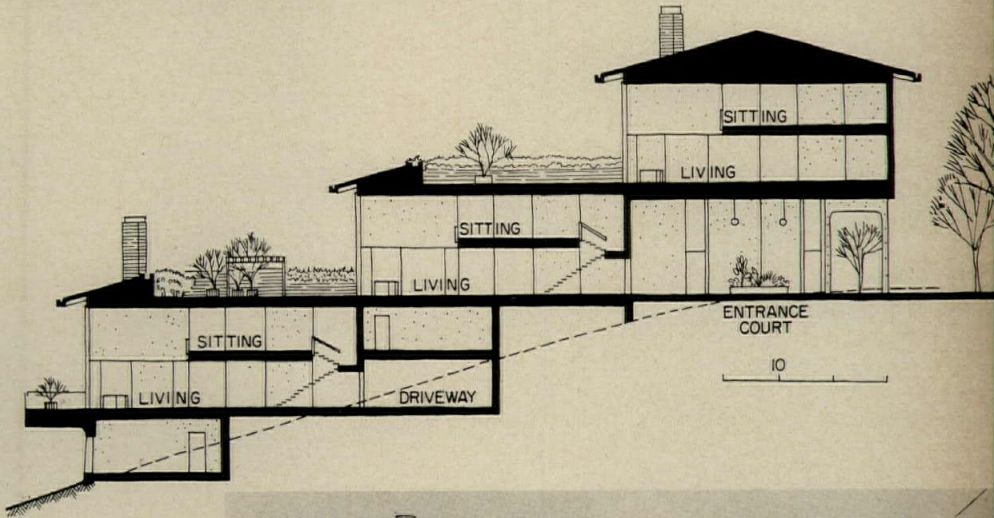 SITTING
LIVING
SITTING
LIVING
ENTRANCE
COURT
10
SITTING
LIVING
DRIVEWAY